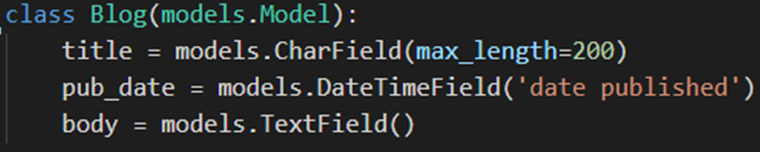 class Blog(models.Model):
    title = models.CharField(max_length=200)
    pub_date = models.DateTimeField('date published')
    body = models.TextField()